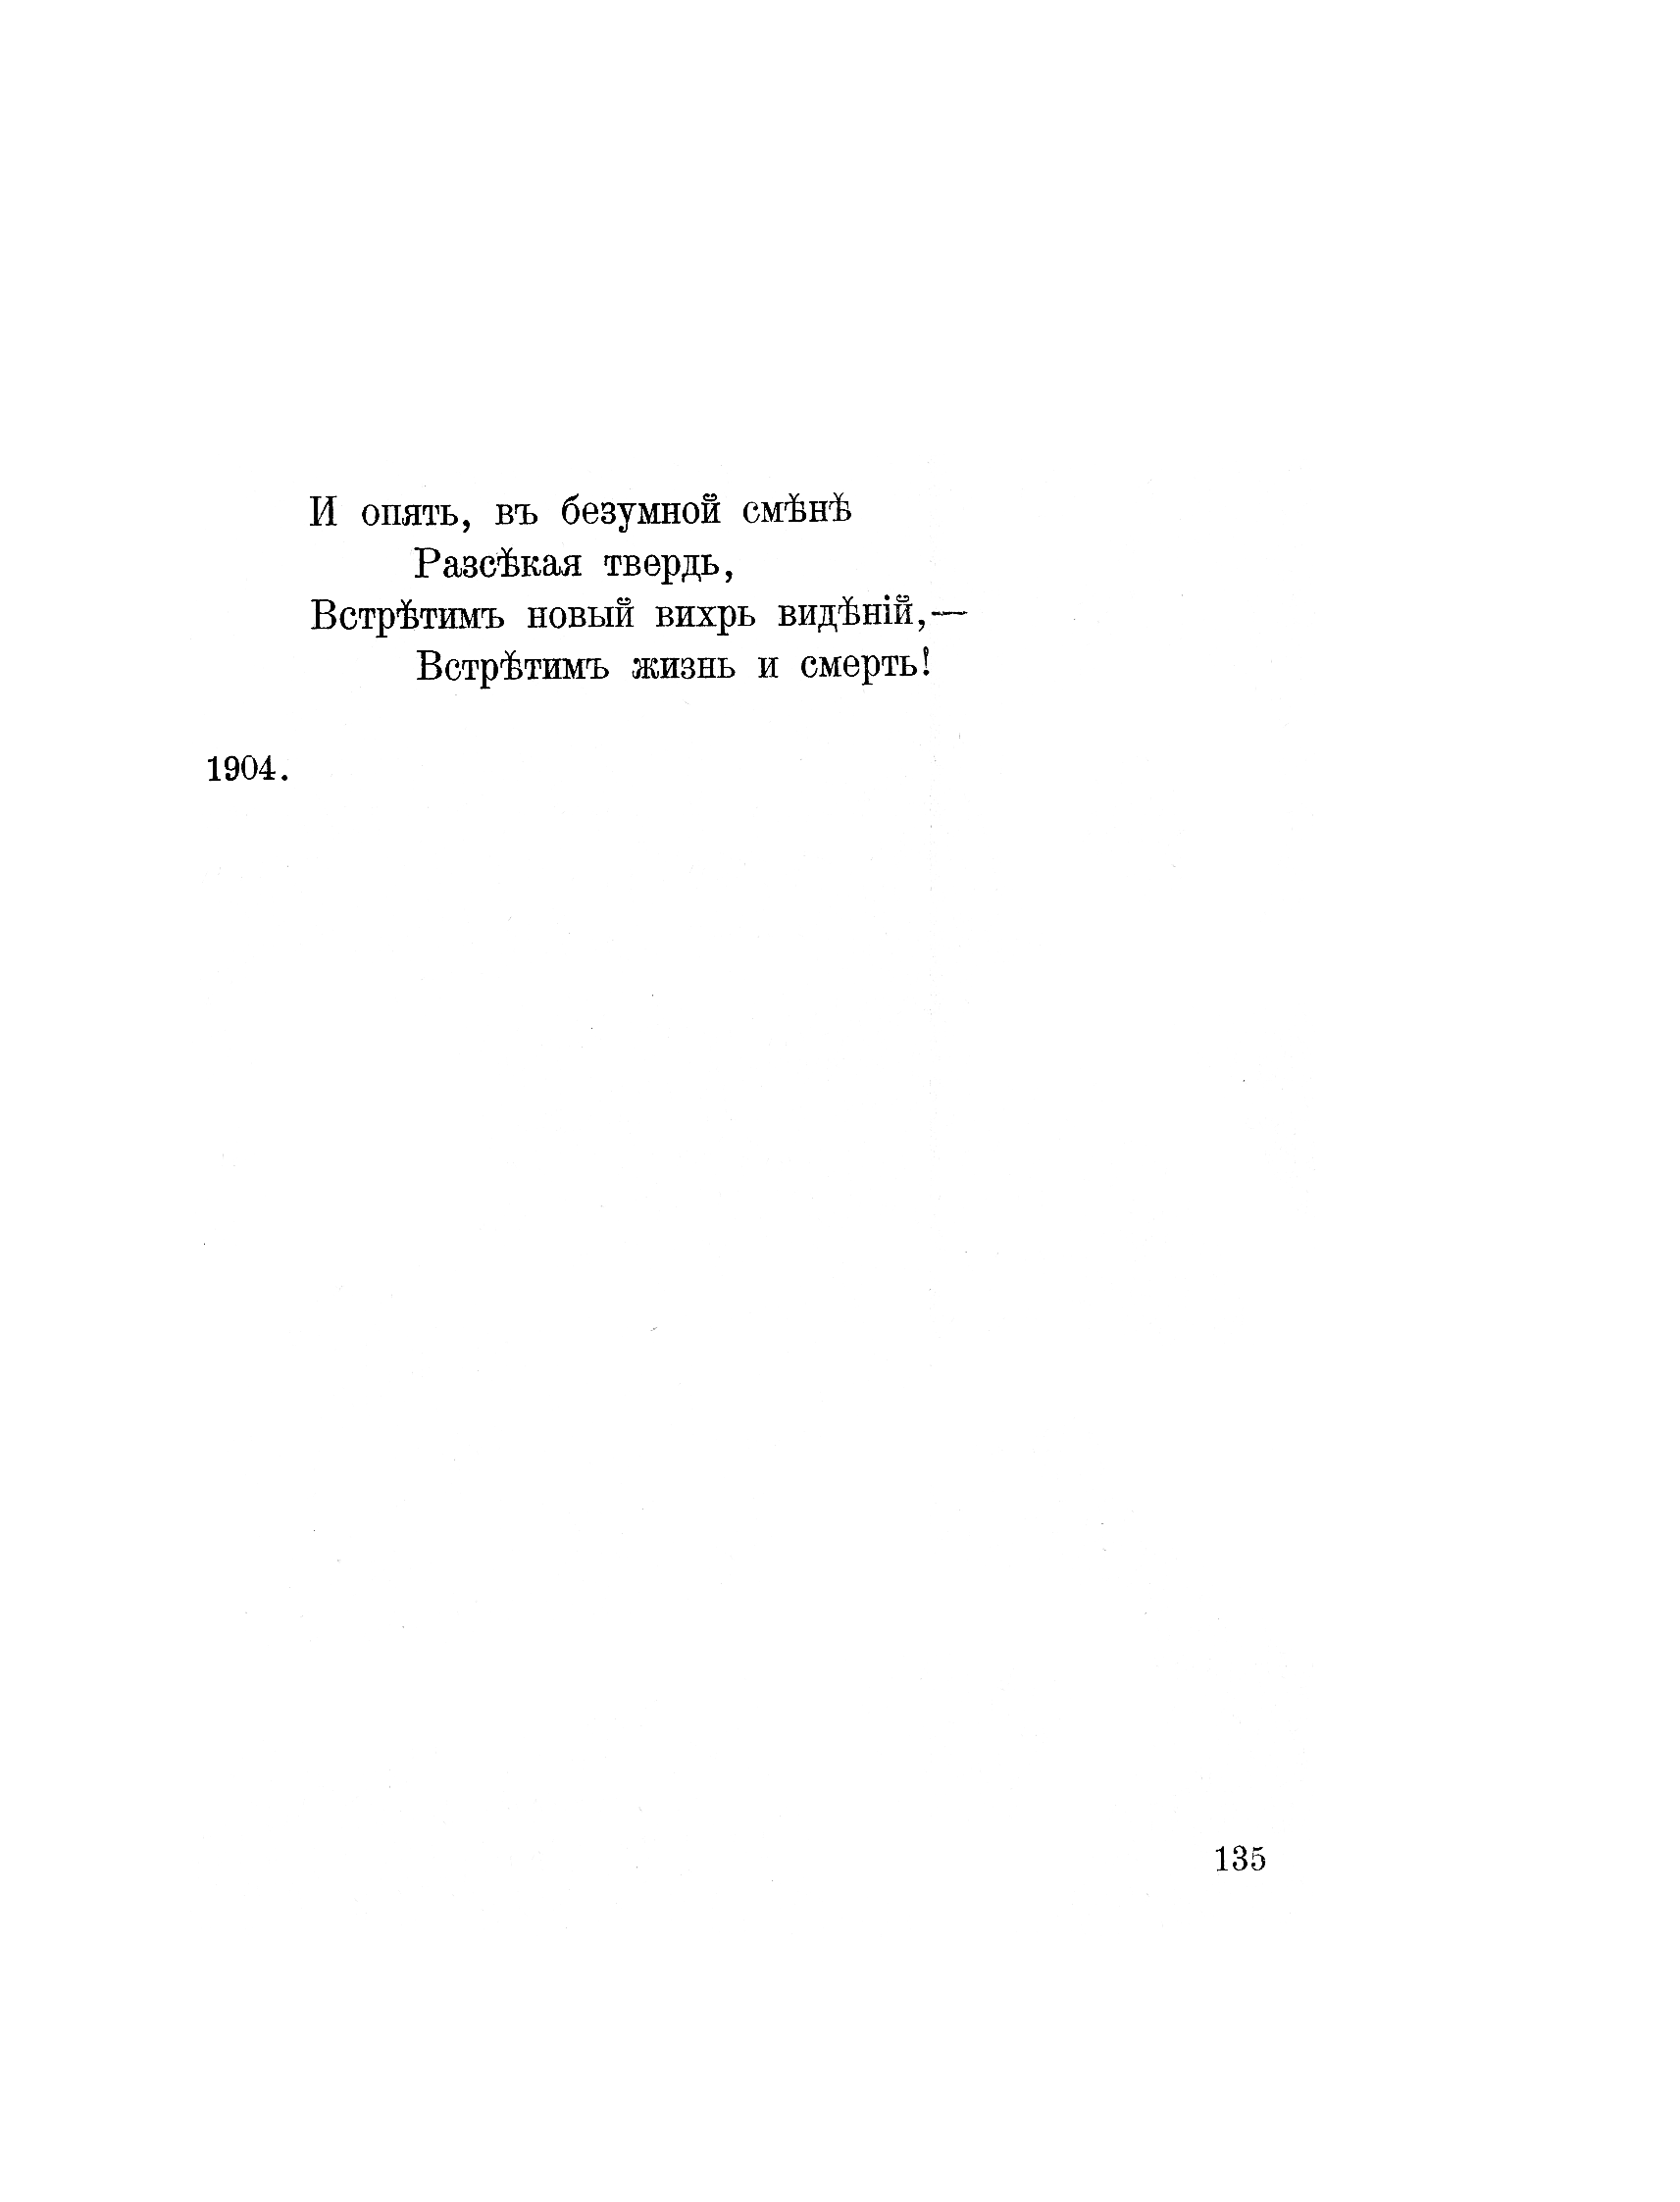 И опять, въ безумной смѣнѣ
Разсѣкая твердь,
Встрѣтимъ новый вихрь видѣній,—
Встрѣтимъ жизнь и смерть!
1904.
135